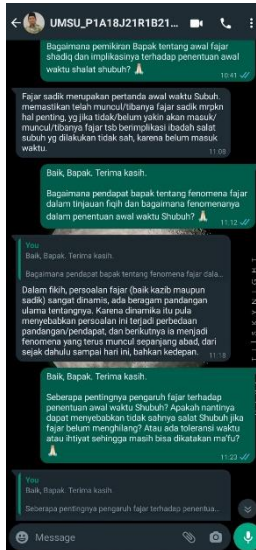 UMSU_P1A18J21R1B21...
Bagaimana pemikiran Bapak tentang awal fajar
shadiq dan implikasinya terhadap penentuan awal
waktu shalat shubuh? 🙏🏻
10:41
Fajar sadik merupakan pertanda awal waktu Subuh.
memastikan telah muncul/tibanya fajar sadik mrpkn
hal penting, yg jika tidak/belum yakin akan masuk/
muncul/tibanya fajar tsb berimplikasi ibadah salat
subuh yg dilakukan tidak sah, karena belum masuk
waktu.
11:08
Baik, Bapak. Terima kasih.
Bagaimana pendapat bapak tentang fenomena fajar
dalam tinjauan fiqih dan bagaimana fenomenanya
dalam penentuan awal waktu Shubuh? 🙏🏻
11:12
You
Baik, Bapak. Terima kasih.
Bagaimana pendapat bapak tentang fenomena fajar dala...
Dalam fikih, persoalan fajar (baik kazib maupun
sadik) sangat dinamis, ada beragam pandangan
ulama tentangnya. Karena dinamika itu pula
menyebabkan persoalan ini terjadi perbedaan
pandangan/pendapat, dan berikutnya ia menjadi
fenomena yang terus muncul sepanjang abad, dari
sejak dahulu sampai hari ini, bahkan kedepan.
11:18
Baik, Bapak. Terima kasih.
Seberapa pentingnya pengaruh fajar terhadap
penentuan awal waktu Shubuh? Apakah nantinya
dapat menyebabkan tidak sahnya salat Shubuh jika
fajar belum menghilang? Atau ada toleransi waktu
atau ihtiyat sehingga masih bisa dikatakan ma'fu?
🙏🏻
11:23
You
Baik, Bapak. Terima kasih.
Seberapa pentingnya pengaruh fajar terhadap penentua...
Message